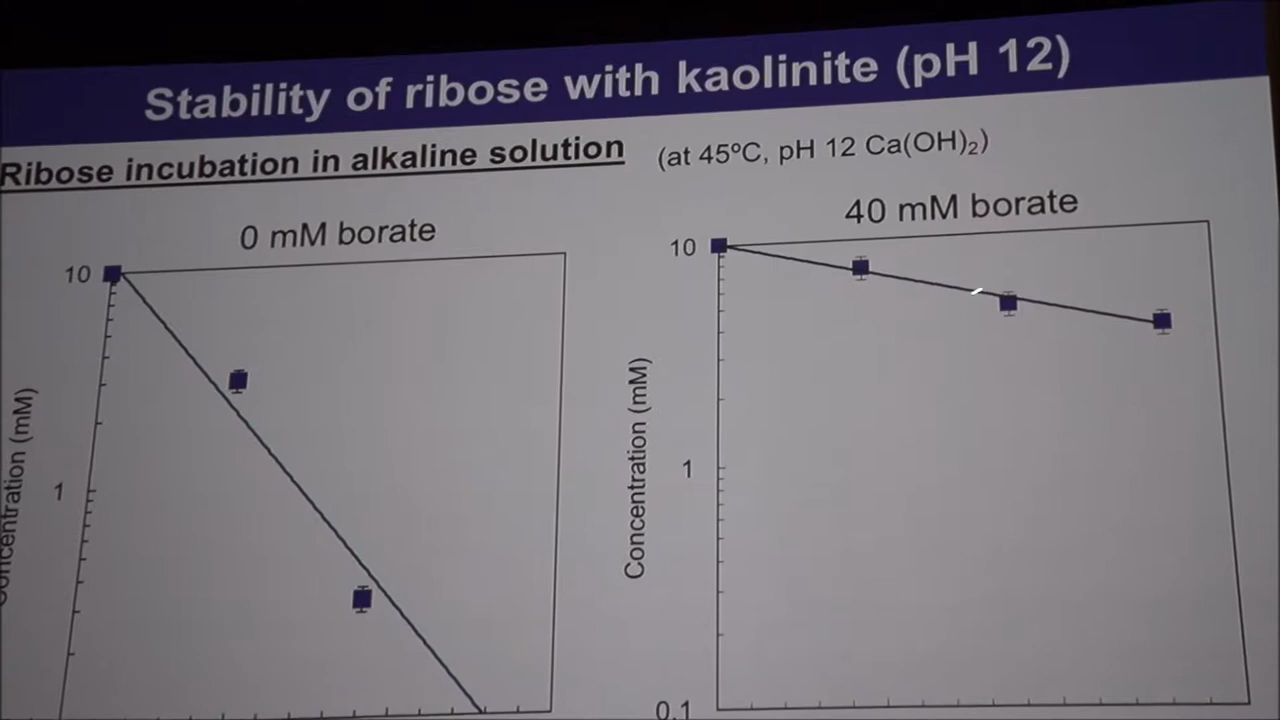 Stability of ribose with kaolinite (pH 12)
Ribose incubation in alkaline solution (at 45ºC, pH 12 Ca(OH)₂)
0 mM borate
40 mM borate
10
1
Concentration (mM)
10
1
0.1
Concentration (mM)